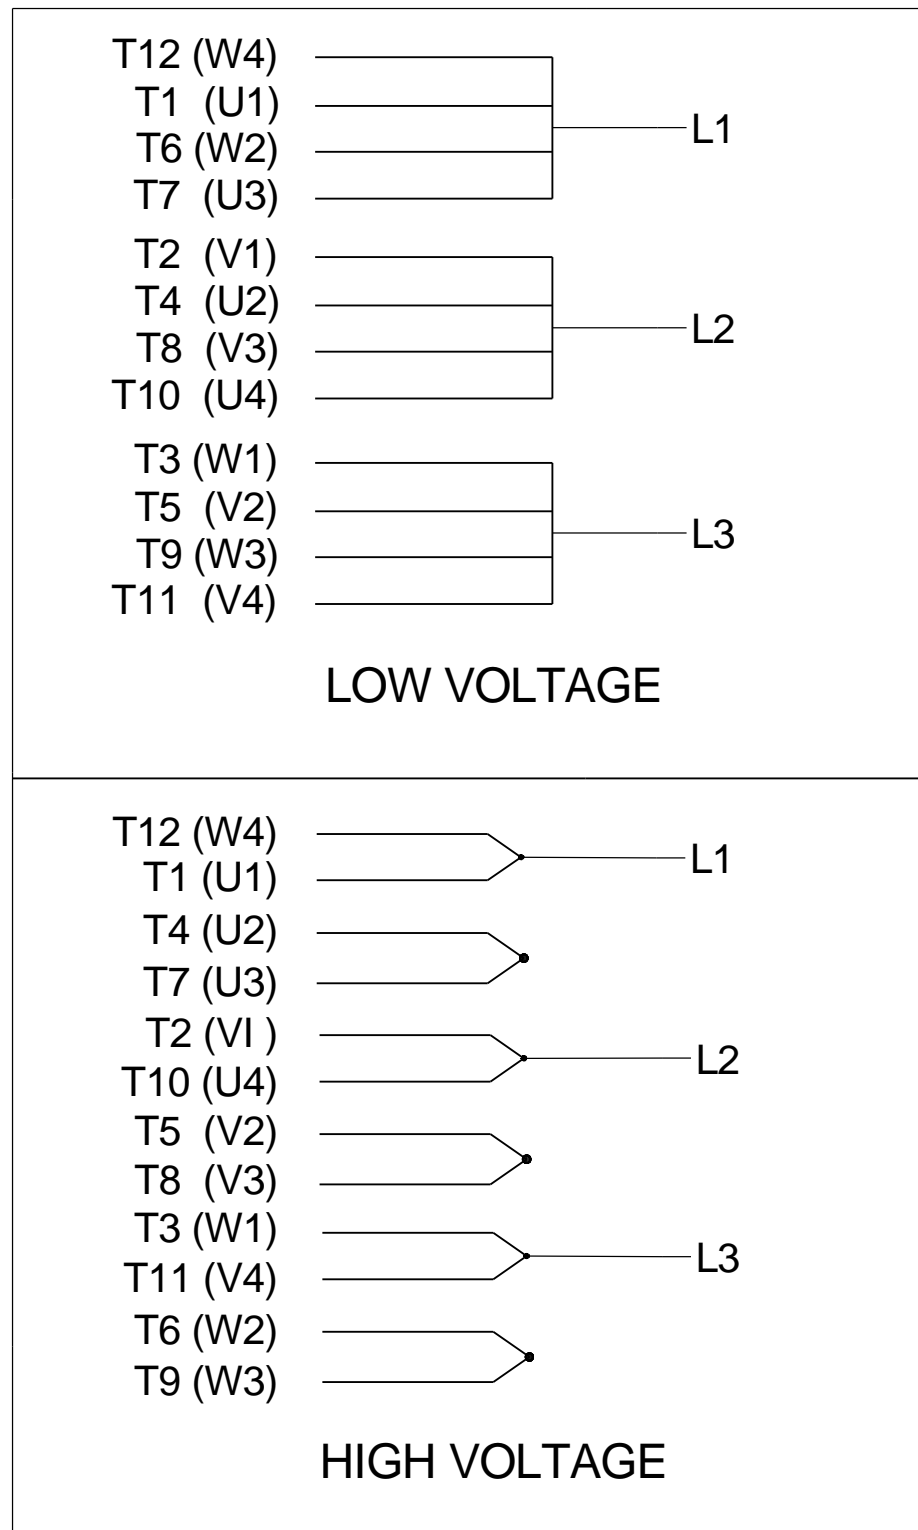 T12 (W4)
T1 (U1)
L1
T6 (W2)
T7 (U3)
T2 (V1)
T4 (U2)
L2
T8 (V3)
T10 (U4)
T3 (W1)
T5 (V2)
L3
T9 (W3)
T11 (V4)
LOW VOLTAGE
T12 (W4)
L1
T1 (U1)
T4 (U2)
T7 (U3)
T2 (VI )
L2
T10 (U4)
T5 (V2)
T8 (V3)
T3 (W1)
L3
T11 (V4)
T6 (W2)
T9 (W3)
HIGH VOLTAGE